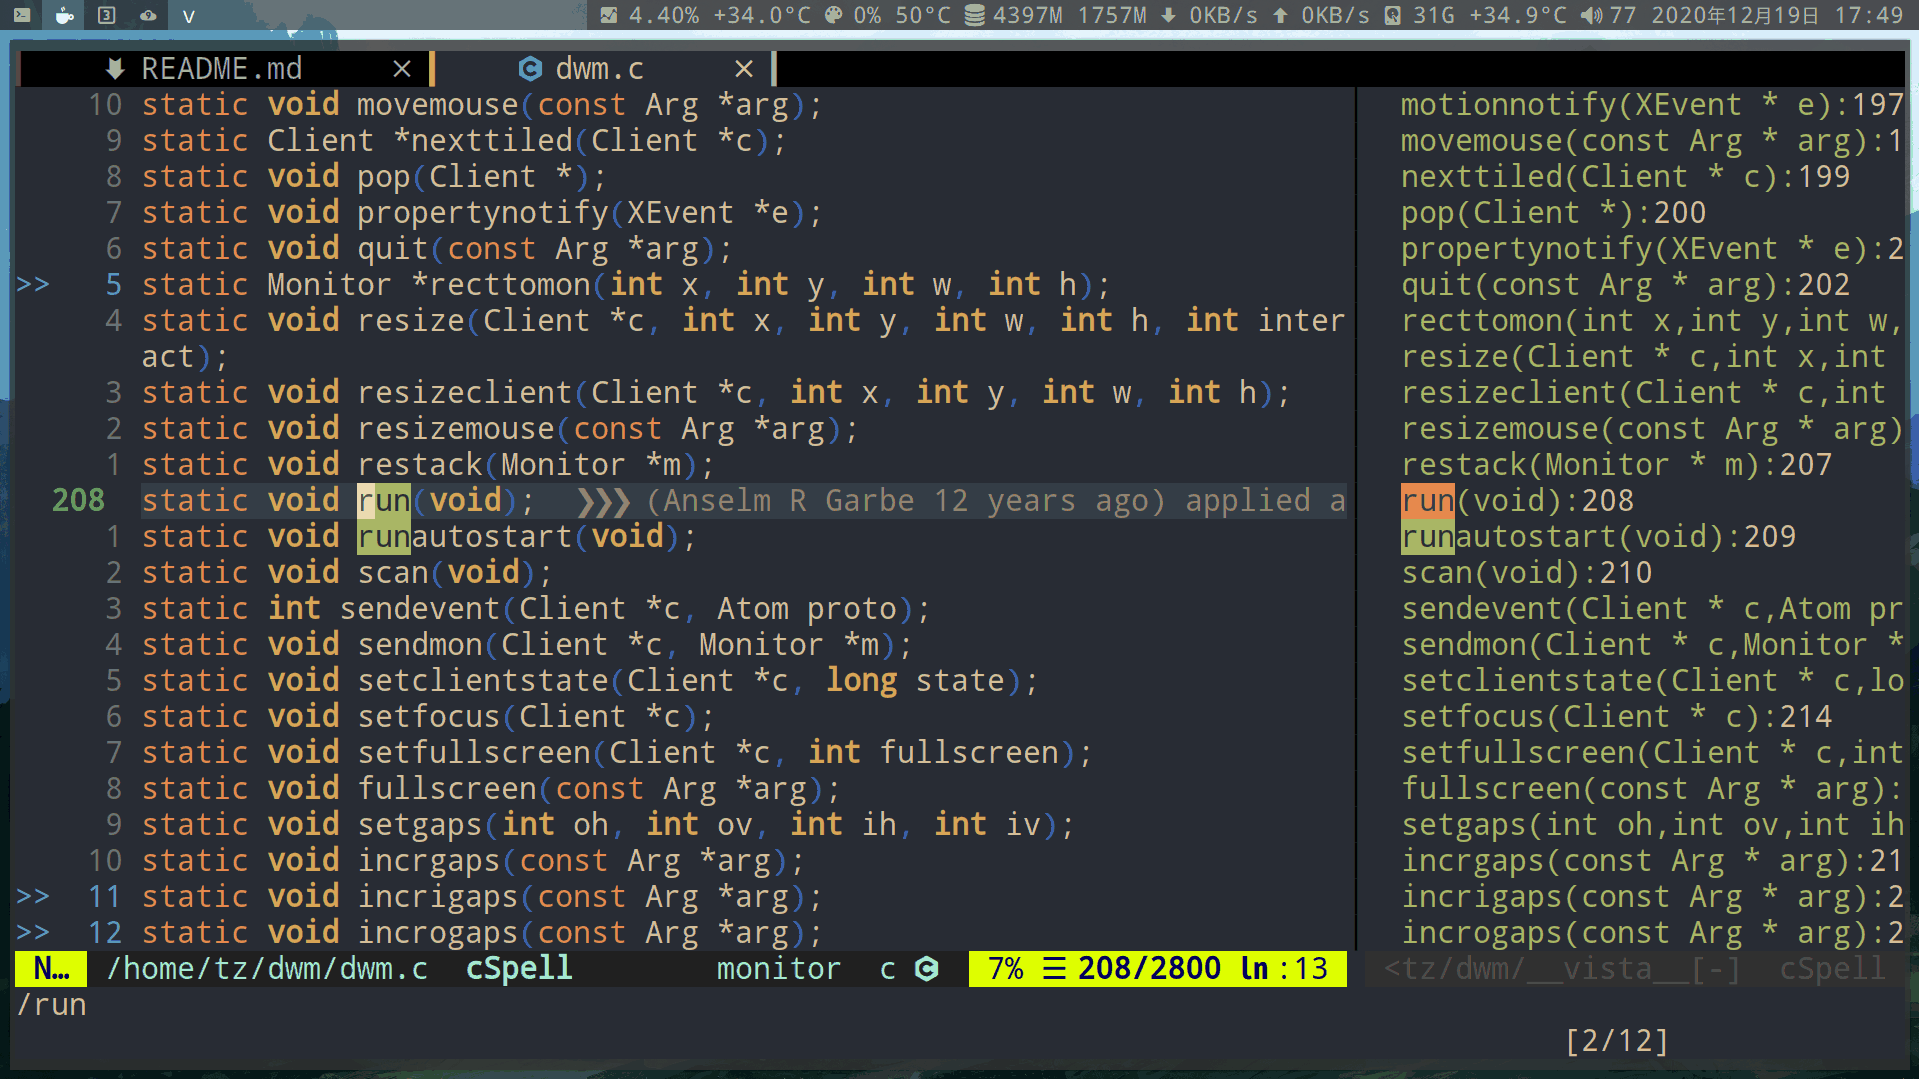 3 9 V 4.40% +34.0°C 0% 50°C 4397M 1757M 0KB/s 0KB/s 31G +34.9°C 77 2020年12月19日 17:49
README.md × dwm.c ×
10 static void movemouse(const Arg *arg);
9 static Client *nexttiled(Client *c);
8 static void pop(Client *);
7 static void propertynotify(XEvent *e);
6 static void quit(const Arg *arg);
>> 5 static Monitor *recttomon(int x, int y, int w, int h);
4 static void resize(Client *c, int x, int y, int w, int h, int inter
act);
3 static void resizeclient(Client *c, int x, int y, int w, int h);
2 static void resizemouse(const Arg *arg);
1 static void restack(Monitor *m);
208 static void run(void); ❯❯❯ (Anselm R Garbe 12 years ago) applied a
1 static void runautostart(void);
2 static void scan(void);
3 static int sendevent(Client *c, Atom proto);
4 static void sendmon(Client *c, Monitor *m);
5 static void setclientstate(Client *c, long state);
6 static void setfocus(Client *c);
7 static void setfullscreen(Client *c, int fullscreen);
8 static void fullscreen(const Arg *arg);
9 static void setgaps(int oh, int ov, int ih, int iv);
10 static void incrgaps(const Arg *arg);
>> 11 static void incrigaps(const Arg *arg);
>> 12 static void incrogaps(const Arg *arg);
motionnotify(XEvent * e):197
movemouse(const Arg * arg):1
nexttiled(Client * c):199
pop(Client *):200
propertynotify(XEvent * e):2
quit(const Arg * arg):202
recttomon(int x,int y,int w,
resize(Client * c,int x,int
resizeclient(Client * c,int
resizemouse(const Arg * arg)
restack(Monitor * m):207
run(void):208
runautostart(void):209
scan(void):210
sendevent(Client * c,Atom pr
sendmon(Client * c,Monitor *
setclientstate(Client * c,lo
setfocus(Client * c):214
setfullscreen(Client * c,int
fullscreen(const Arg * arg):
setgaps(int oh,int ov,int ih
incrgaps(const Arg * arg):21
incrigaps(const Arg * arg):2
incrogaps(const Arg * arg):2
N… /home/tz/dwm/dwm.c cSpell monitor c 7% ☰ 208/2800 ln :13 <tz/dwm/__vista__[-] cSpell
/run
[2/12]